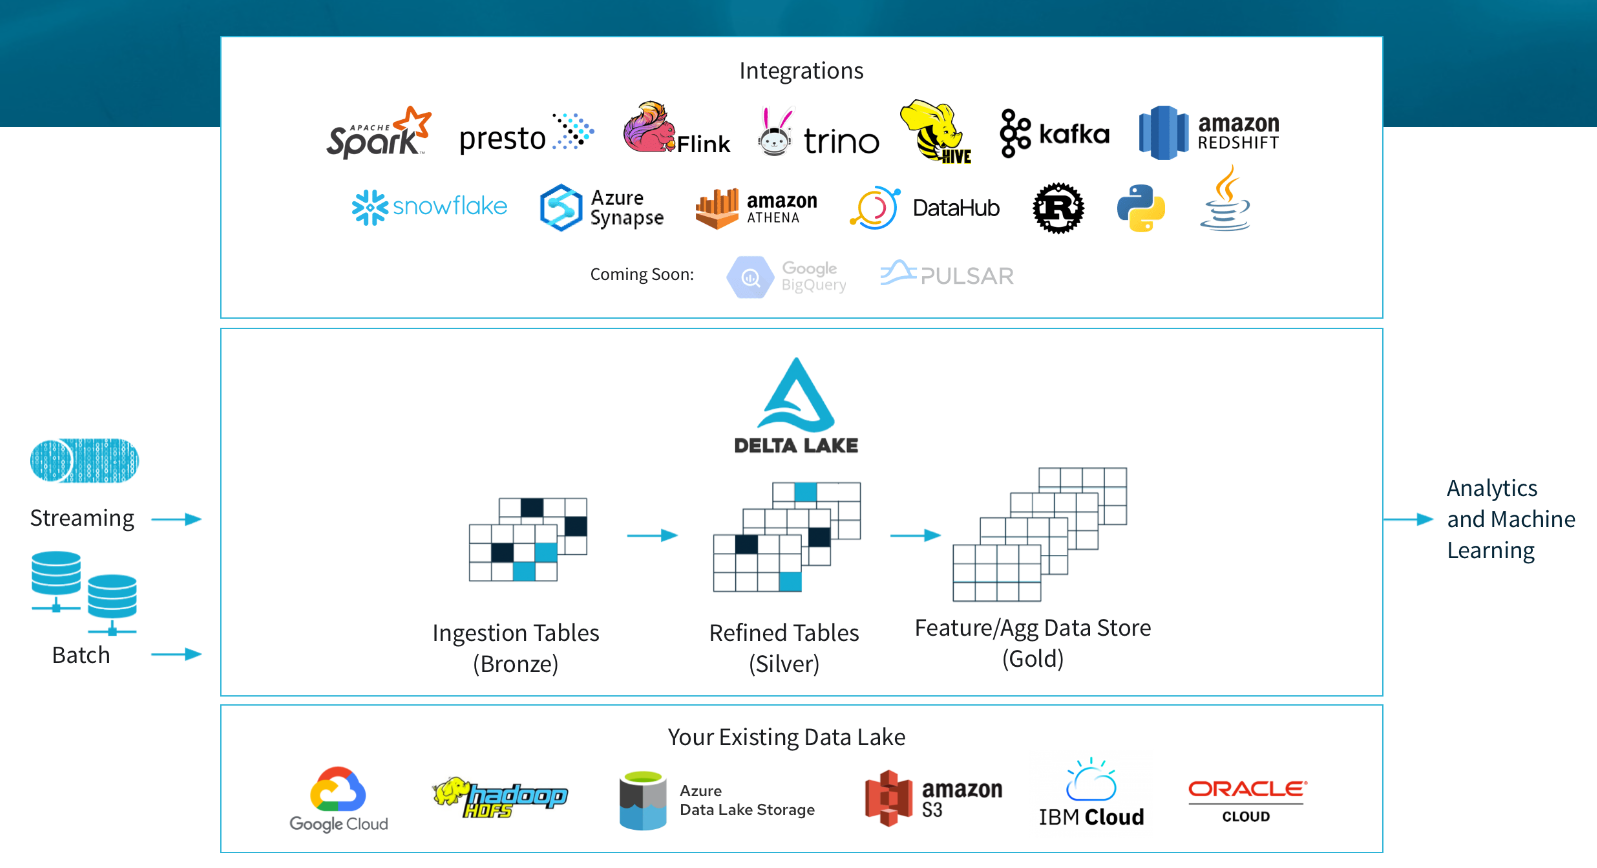 Integrations
APACHE
Spark™
presto
Flink
trino
HIVE
kafka
amazon
REDSHIFT
snowflake
Azure
Synapse
amazon
ATHENA
DataHub
R
Coming Soon:
Google
BigQuery
PULSAR
DELTA LAKE
Streaming
Batch
Ingestion Tables
(Bronze)
Refined Tables
(Silver)
Feature/Agg Data Store
(Gold)
Analytics
and Machine
Learning
Your Existing Data Lake
Google Cloud
hadoop
HDFS
Azure
Data Lake Storage
amazon
S3
IBM Cloud
ORACLE®
CLOUD